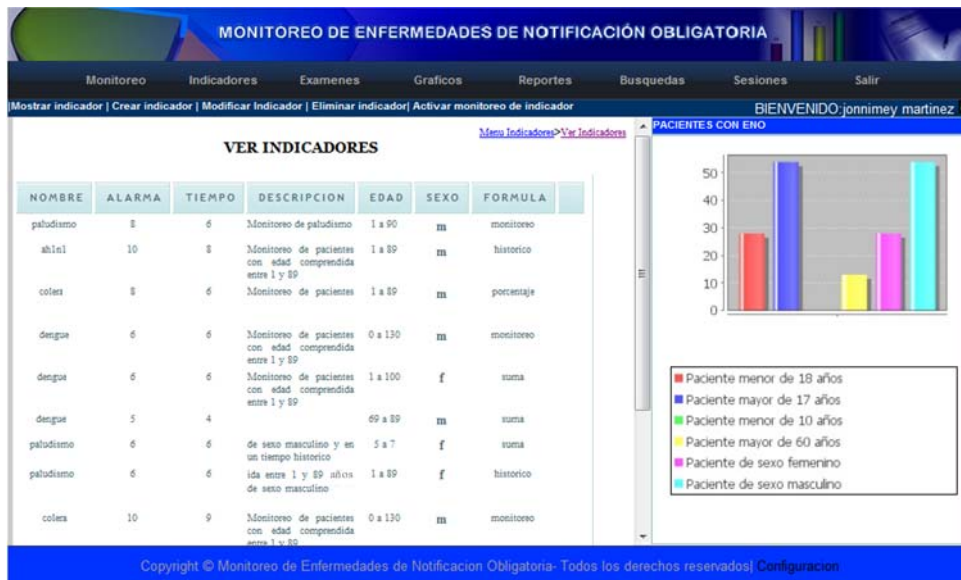 MONITOREO DE ENFERMEDADES DE NOTIFICACIÓN OBLIGATORIA
Monitoreo Indicadores Examenes Graficos Reportes Busquedas Sesiones Salir
|Mostrar indicador | Crear indicador | Modificar Indicador | Eliminar indicador| Activar monitoreo de indicador
BIENVENIDO:jonnimey martinez
Menu Indicadores>Ver Indicadores
VER INDICADORES
NOMBRE ALARMA TIEMPO DESCRIPCION EDAD SEXO FORMULA
paludismo 8 6 Monitoreo de paludismo 1 a 90 m monitoreo
ah1n1 10 8 Monitoreo de pacientes 1 a 89 m historico
con edad comprendida
entre 1 y 89
colera 8 6 Monitoreo de pacientes 1 a 89 m porcentaje
dengue 6 6 Monitoreo de pacientes 0 a 130 m monitoreo
con edad comprendida
entre 1 y 89
dengue 6 6 Monitoreo de pacientes 1 a 100 f suma
con edad comprendida
entre 1 y 89
dengue 5 4 69 a 89 m suma
paludismo 6 6 de sexo masculino y en 5 a 7 f suma
un tiempo historico
paludismo 6 6 ida entre 1 y 89 años 1 a 89 f historico
de sexo masculino
colera 10 9 Monitoreo de pacientes 0 a 130 m monitoreo
con edad comprendida
entre 1 y 89
PACIENTES CON ENO
50
40
30
20
10
0
Paciente menor de 18 años
Paciente mayor de 17 años
Paciente menor de 10 años
Paciente mayor de 60 años
Paciente de sexo femenino
Paciente de sexo masculino
Copyright © Monitoreo de Enfermedades de Notificacion Obligatoria- Todos los derechos reservados| Configuracion